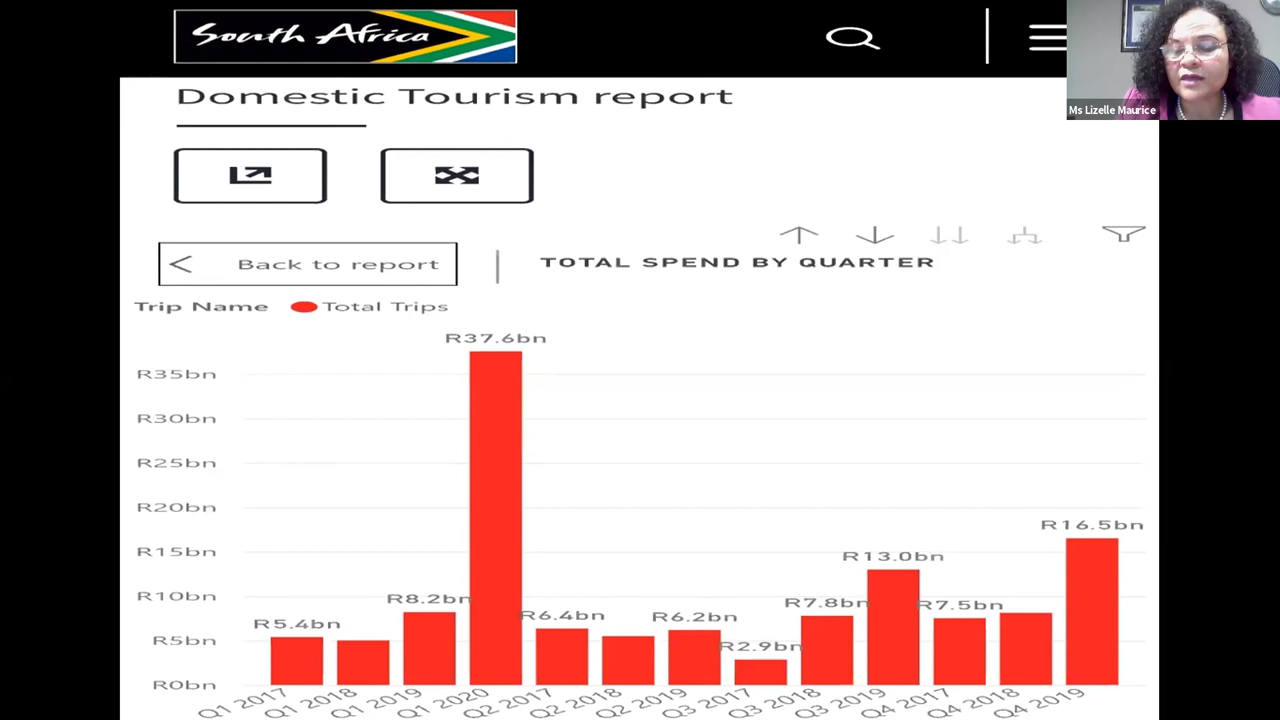 South Africa
Ms Lizelle Maurice
Domestic Tourism report
Back to report
TOTAL SPEND BY QUARTER
Trip Name Total Trips
R37.6bn
R35bn
R30bn
R25bn
R20bn
R16.5bn
R15bn
R13.0bn
R10bn
R8.2bn
R7.8bn
R7.5bn
R5.4bn
R6.4bn
R6.2bn
R5bn
R2.9bn
R0bn
Q1 2017 Q1 2018 Q1 2019 Q1 2020 Q2 2017 Q2 2018 Q2 2019 Q3 2017 Q3 2018 Q3 2019 Q4 2017 Q4 2018 Q4 2019